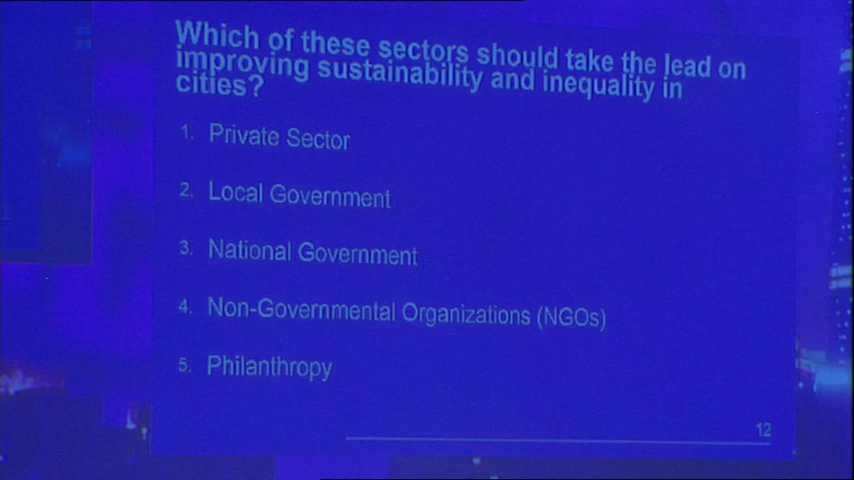 Which of these sectors should take the lead on
improving sustainability and inequality in
cities?
1. Private Sector
2. Local Government
3. National Government
4. Non-Governmental Organizations (NGOs)
5. Philanthropy
12